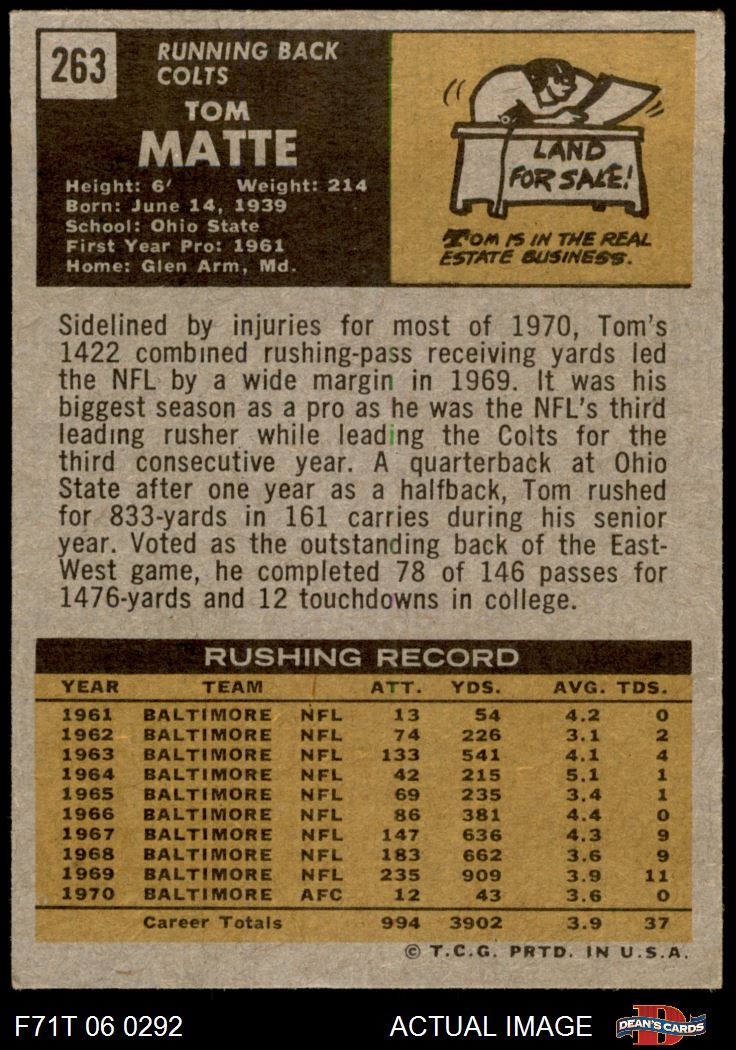 263
RUNNING BACK
COLTS
TOM
MATTE
Height: 6' Weight: 214
Born: June 14, 1939
School: Ohio State
First Year Pro: 1961
Home: Glen Arm, Md.
LAND
FOR SALE!
TOM IS IN THE REAL
ESTATE BUSINESS.
Sidelined by injuries for most of 1970, Tom's
1422 combined rushing-pass receiving yards led
the NFL by a wide margin in 1969. It was his
biggest season as a pro as he was the NFL's third
leading rusher while leading the Colts for the
third consecutive year. A quarterback at Ohio
State after one year as a halfback, Tom rushed
for 833-yards in 161 carries during his senior
year. Voted as the outstanding back of the East-
West game, he completed 78 of 146 passes for
1476-yards and 12 touchdowns in college.
RUSHING RECORD
YEAR TEAM ATT. YDS. AVG. TDS.
1961 BALTIMORE NFL 13 54 4.2 0
1962 BALTIMORE NFL 74 226 3.1 2
1963 BALTIMORE NFL 133 541 4.1 4
1964 BALTIMORE NFL 42 215 5.1 1
1965 BALTIMORE NFL 69 235 3.4 1
1966 BALTIMORE NFL 86 381 4.4 0
1967 BALTIMORE NFL 147 636 4.3 9
1968 BALTIMORE NFL 183 662 3.6 9
1969 BALTIMORE NFL 235 909 3.9 11
1970 BALTIMORE AFC 12 43 3.6 0
Career Totals 994 3902 3.9 37
© T.C.G. PRTD. IN U.S.A.
F71T 06 0292 ACTUAL IMAGE D DEAN'S CARDS